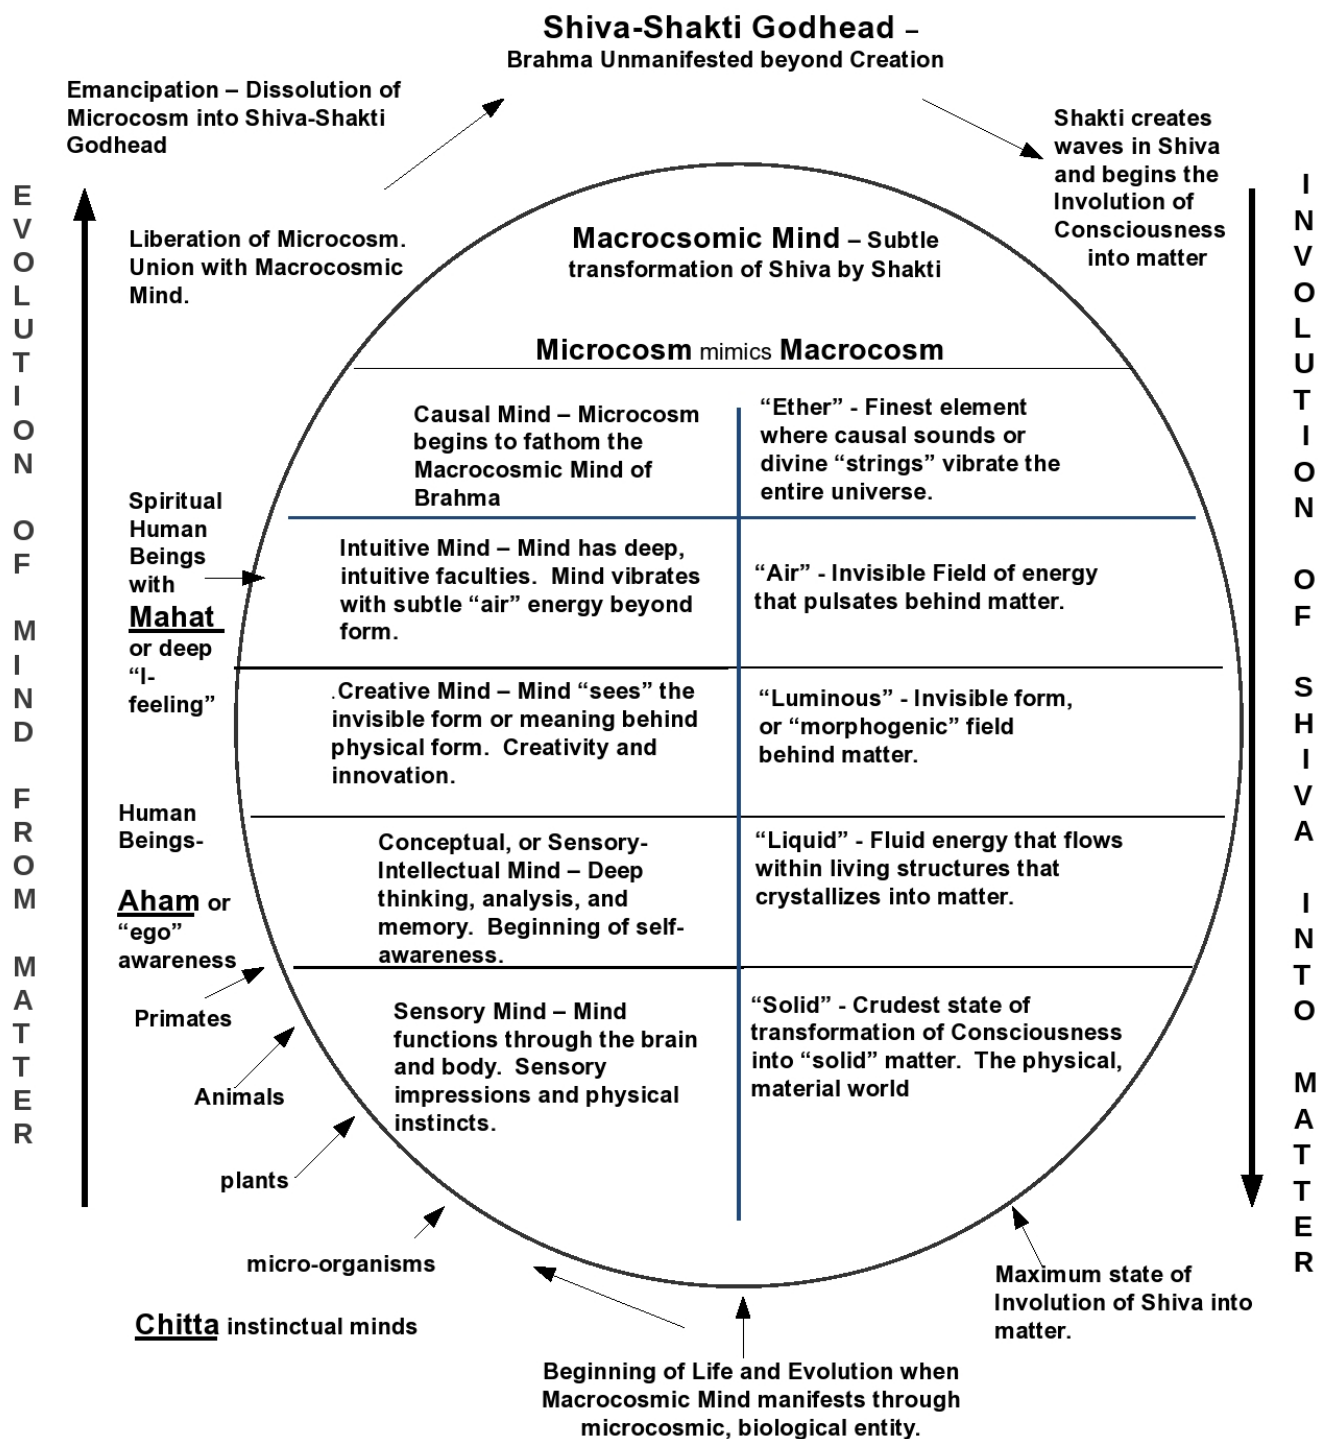 Shiva-Shakti Godhead –
Brahma Unmanifested beyond Creation
Emancipation – Dissolution of
Microcosm into Shiva-Shakti
Godhead
Shakti creates
waves in Shiva
and begins the
Involution of
Consciousness
into matter
EVOLUTION OF MIND FROM MATTER
INVOLUTION OF SHIVA INTO MATTER
Liberation of Microcosm.
Union with Macrocosmic
Mind.
Macrocsomic Mind – Subtle
transformation of Shiva by Shakti
Microcosm mimics Macrocosm
Causal Mind – Microcosm
begins to fathom the
Macrocosmic Mind of
Brahma
“Ether” - Finest element
where causal sounds or
divine “strings” vibrate the
entire universe.
Spiritual
Human
Beings
with
Mahat
or deep
“I-
feeling”
Intuitive Mind – Mind has deep,
intuitive faculties. Mind vibrates
with subtle “air” energy beyond
form.
“Air” - Invisible Field of energy
that pulsates behind matter.
.Creative Mind – Mind “sees” the
invisible form or meaning behind
physical form. Creativity and
innovation.
“Luminous” - Invisible form,
or “morphogenic” field
behind matter.
Human
Beings-
Aham or
“ego”
awareness
Conceptual, or Sensory-
Intellectual Mind – Deep
thinking, analysis, and
memory. Beginning of self-
awareness.
“Liquid” - Fluid energy that flows
within living structures that
crystallizes into matter.
Primates
Animals
plants
micro-organisms
Chitta instinctual minds
Sensory Mind – Mind
functions through the brain
and body. Sensory
impressions and physical
instincts.
“Solid” - Crudest state of
transformation of Consciousness
into “solid” matter. The physical,
material world
Maximum state of
Involution of Shiva into
matter.
Beginning of Life and Evolution when
Macrocosmic Mind manifests through
microcosmic, biological entity.